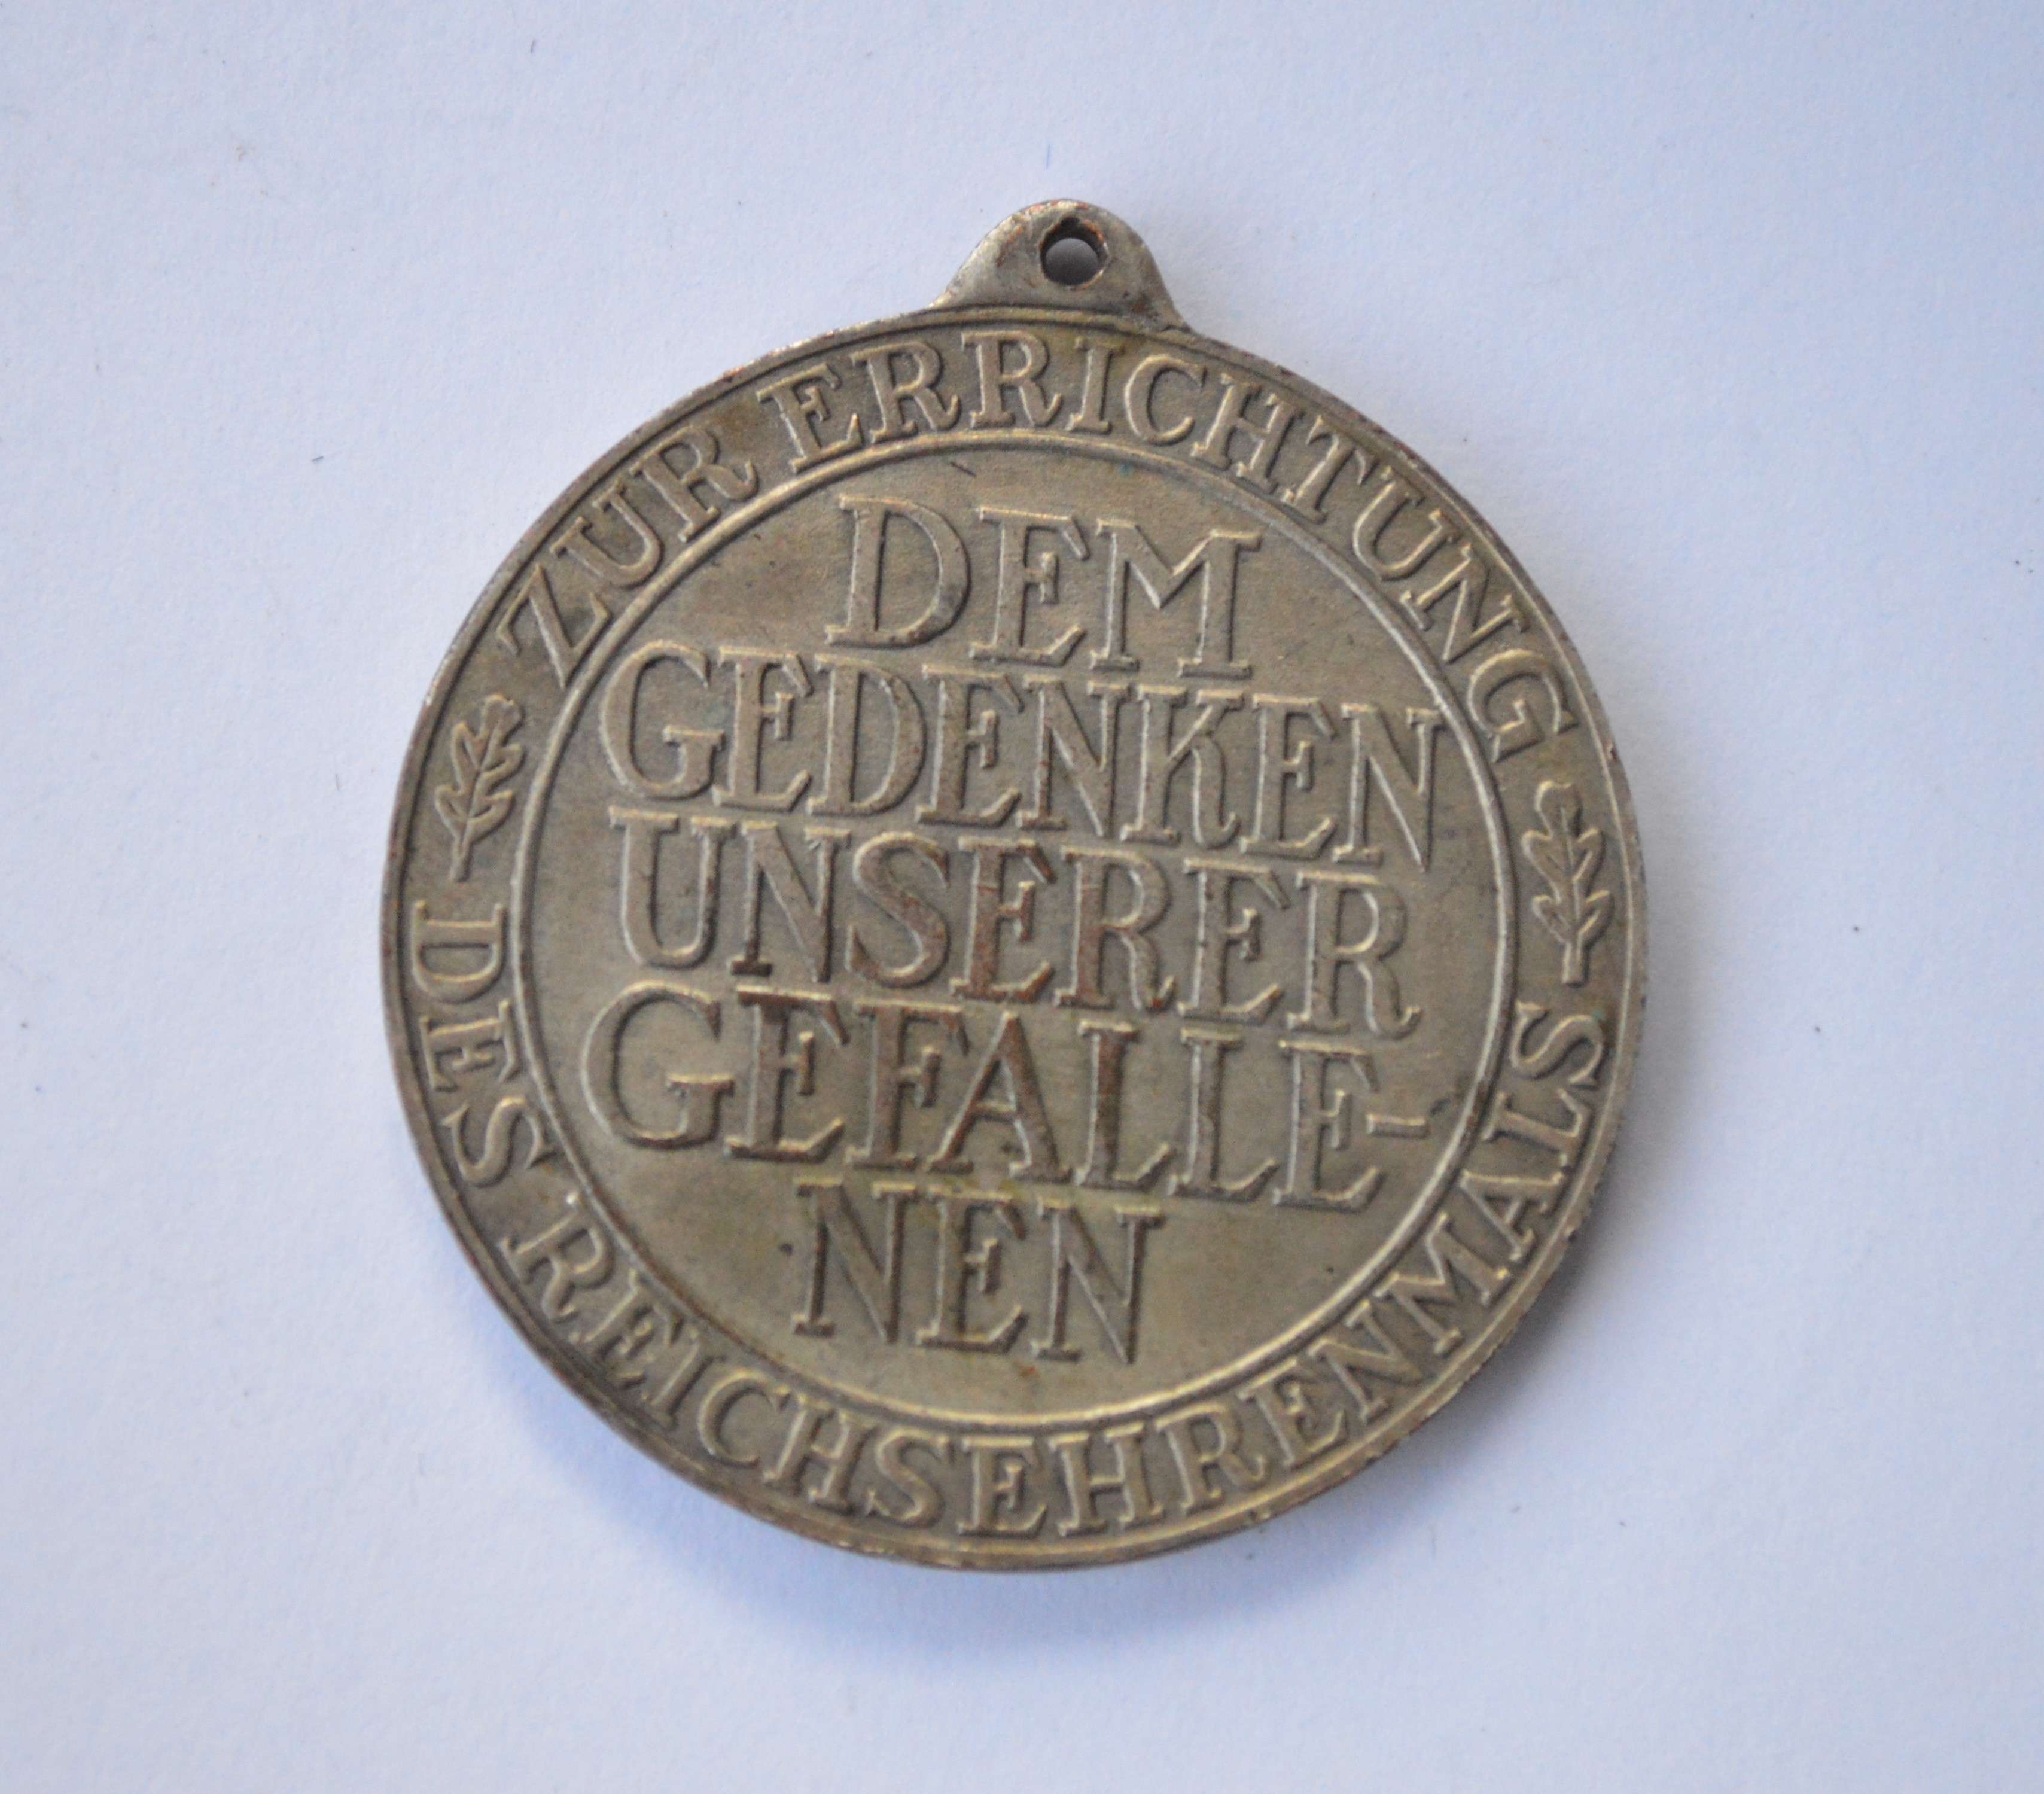 ZUR ERRICHTUNG
DES REICHSEHRENMALS
DEM
GEDENKEN
UNSERER
GEFALLE-
NEN